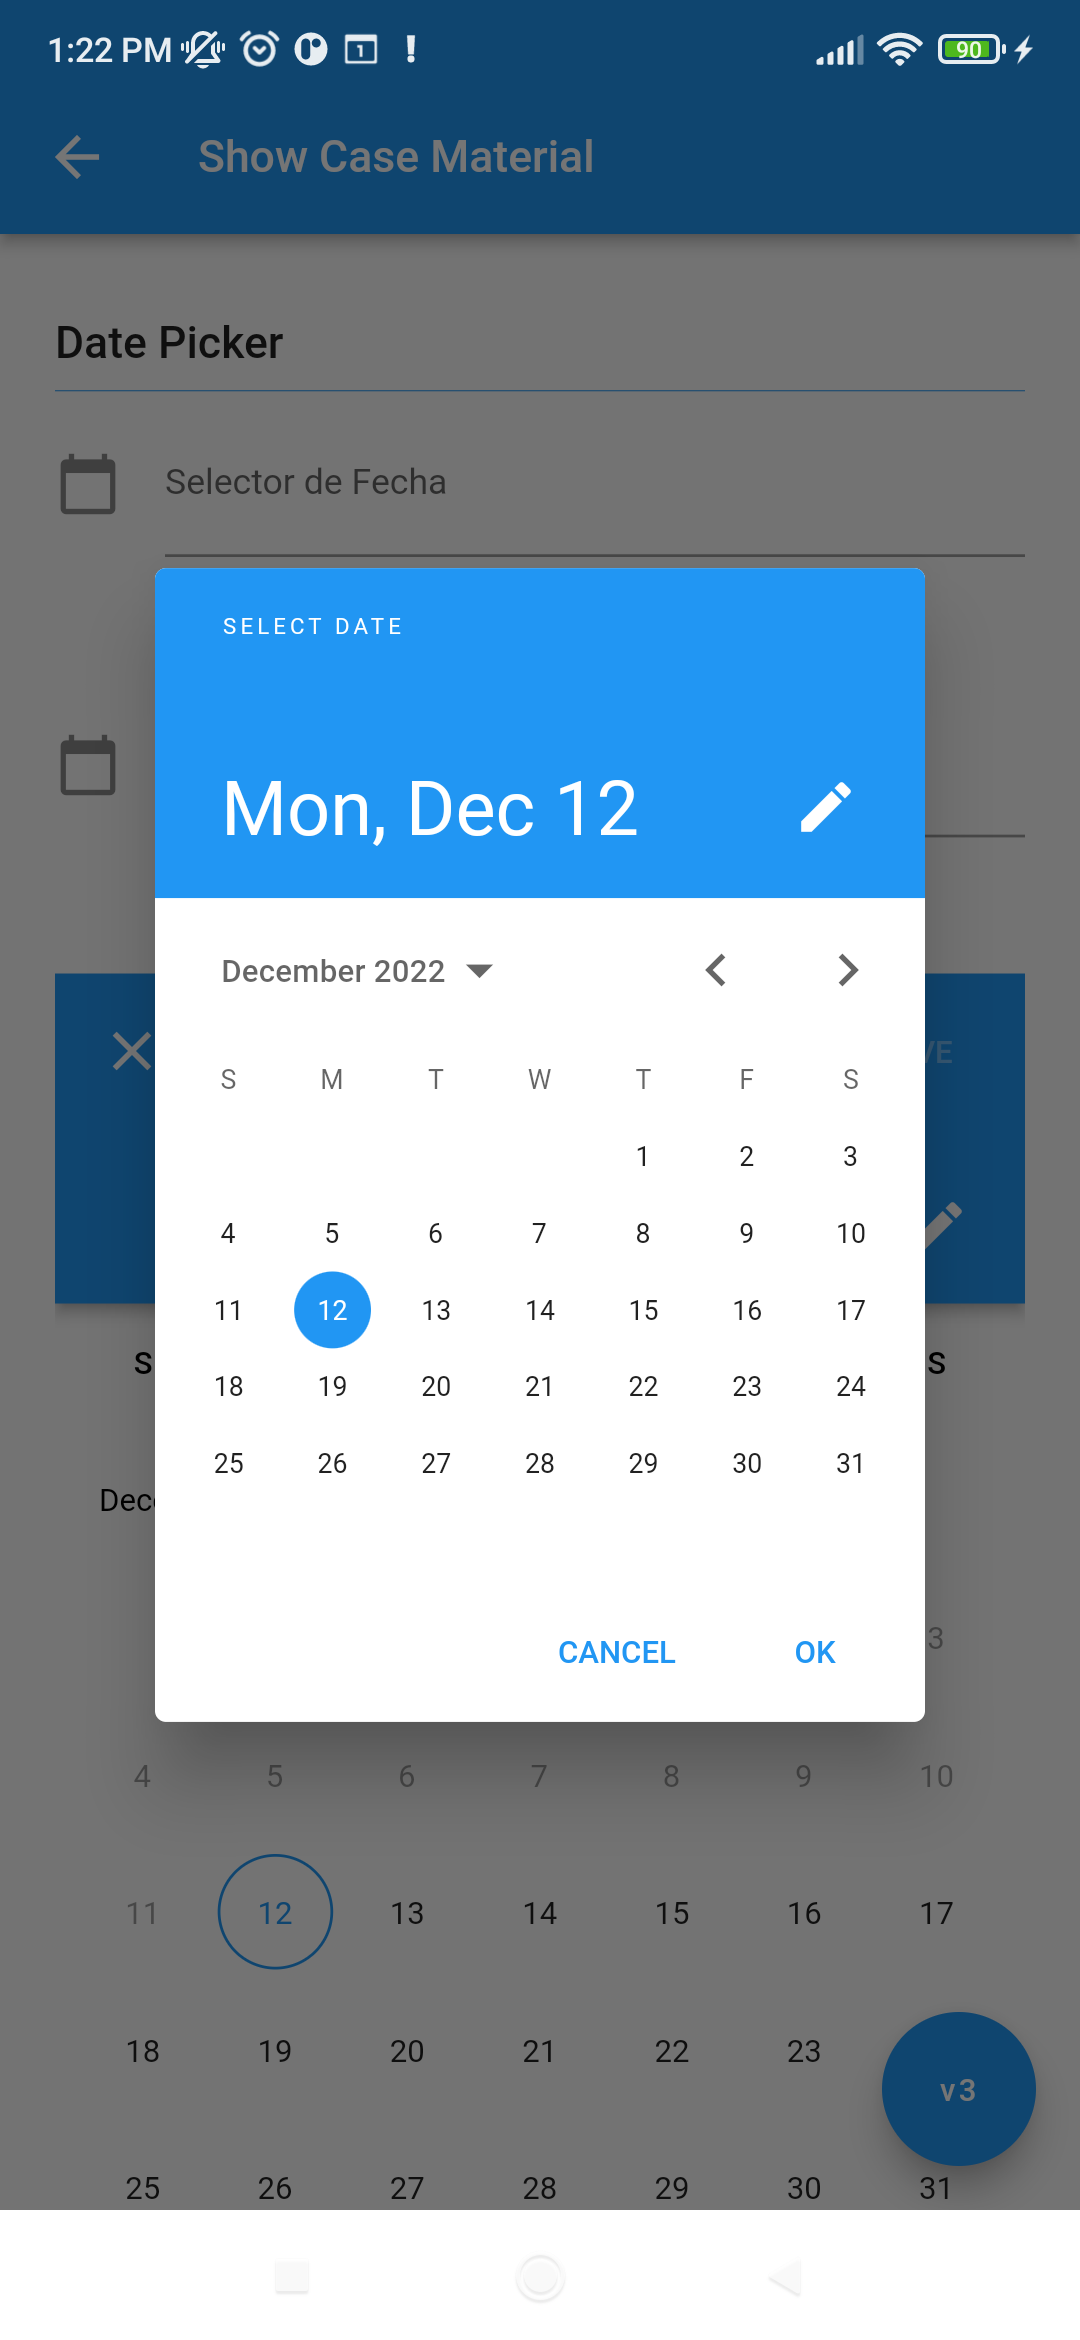 1:22 PM 1 90
Show Case Material
Date Picker
Selector de Fecha
SELECT DATE
Mon, Dec 12
December 2022
S M T W T F S
1 2 3
4 5 6 7 8 9 10
11 12 13 14 15 16 17
18 19 20 21 22 23 24
25 26 27 28 29 30 31
CANCEL OK
S S
3
4 5 6 7 8 9 10
11 12 13 14 15 16 17
18 19 20 21 22 23
v3
25 26 27 28 29 30 31